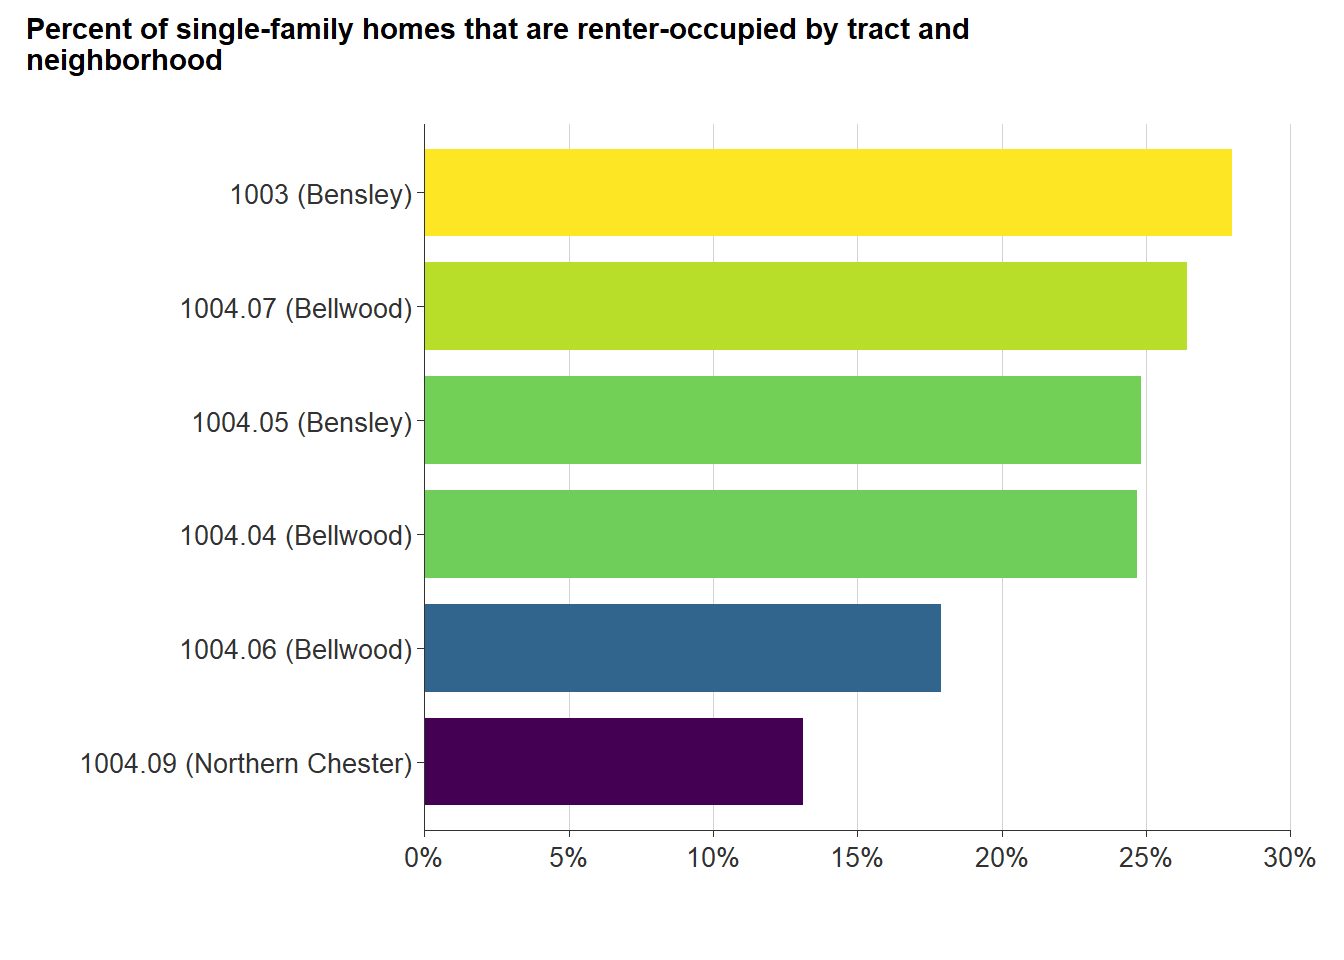 Percent of single-family homes that are renter-occupied by tract and
neighborhood
1003 (Bensley)
1004.07 (Bellwood)
1004.05 (Bensley)
1004.04 (Bellwood)
1004.06 (Bellwood)
1004.09 (Northern Chester)
0% 5% 10% 15% 20% 25% 30%